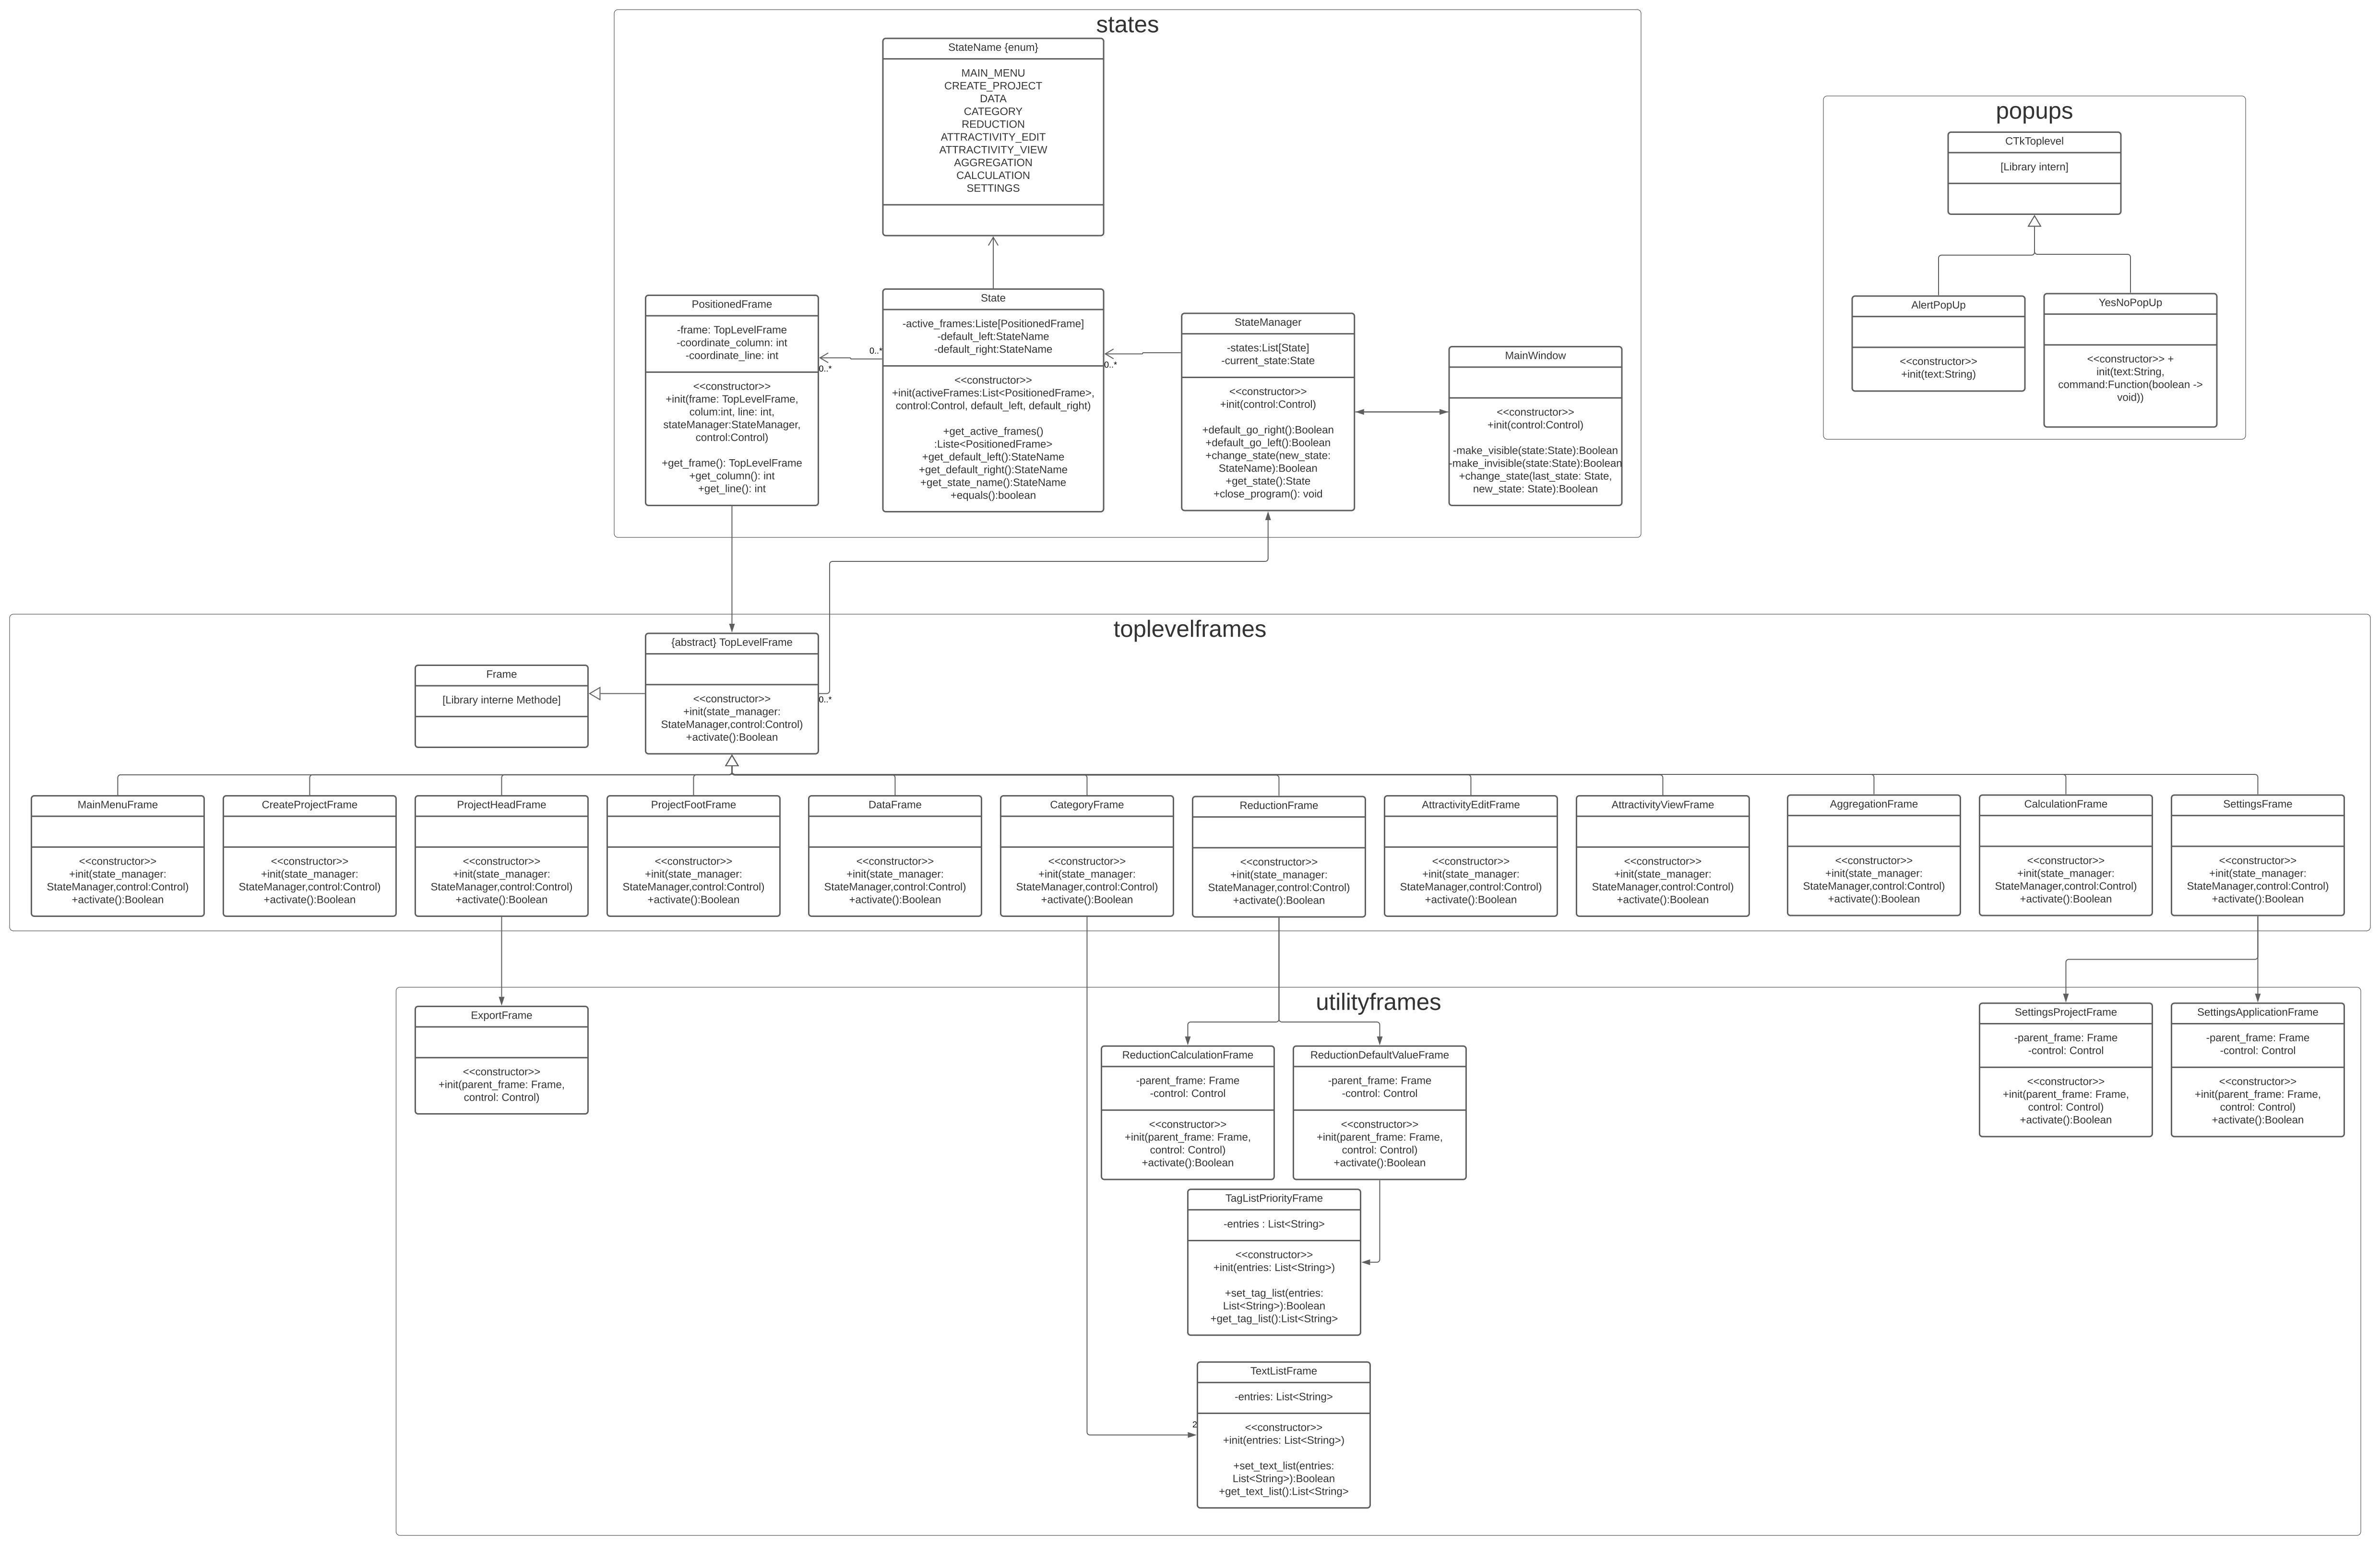 states
StateName {enum}
MAIN_MENU
CREATE_PROJECT
DATA
CATEGORY
REDUCTION
ATTRACTIVITY_EDIT
ATTRACTIVITY_VIEW
AGGREGATION
CALCULATION
SETTINGS
PositionedFrame
-frame: TopLevelFrame
-coordinate_column: int
-coordinate_line: int
<<constructor>>
+init(frame: TopLevelFrame,
colum:int, line: int,
stateManager:StateManager,
control:Control)
+get_frame(): TopLevelFrame
+get_column(): int
+get_line(): int
0..*
0..*
State
-active_frames:Liste[PositionedFrame]
-default_left:StateName
-default_right:StateName
<<constructor>>
+init(activeFrames:List<PositionedFrame>,
control:Control, default_left, default_right)
+get_active_frames()
:Liste<PositionedFrame>
+get_default_left():StateName
+get_default_right():StateName
+get_state_name():StateName
+equals():boolean
0..*
StateManager
-states:List[State]
-current_state:State
<<constructor>>
+init(control:Control)
+default_go_right():Boolean
+default_go_left():Boolean
+change_state(new_state:
StateName):Boolean
+get_state():State
+close_program(): void
MainWindow
<<constructor>>
+init(control:Control)
-make_visible(state:State):Boolean
-make_invisible(state:State):Boolean
+change_state(last_state: State,
new_state: State):Boolean
popups
CTkToplevel
[Library intern]
AlertPopUp
<<constructor>>
+init(text:String)
YesNoPopUp
<<constructor>> +
init(text:String,
command:Function(boolean ->
void))
toplevelframes
Frame
[Library interne Methode]
{abstract} TopLevelFrame
<<constructor>>
+init(state_manager:
StateManager,control:Control)
+activate():Boolean
0..*
MainMenuFrame
<<constructor>>
+init(state_manager:
StateManager,control:Control)
+activate():Boolean
CreateProjectFrame
<<constructor>>
+init(state_manager:
StateManager,control:Control)
+activate():Boolean
ProjectHeadFrame
<<constructor>>
+init(state_manager:
StateManager,control:Control)
+activate():Boolean
ProjectFootFrame
<<constructor>>
+init(state_manager:
StateManager,control:Control)
+activate():Boolean
DataFrame
<<constructor>>
+init(state_manager:
StateManager,control:Control)
+activate():Boolean
CategoryFrame
<<constructor>>
+init(state_manager:
StateManager,control:Control)
+activate():Boolean
ReductionFrame
<<constructor>>
+init(state_manager:
StateManager,control:Control)
+activate():Boolean
AttractivityEditFrame
<<constructor>>
+init(state_manager:
StateManager,control:Control)
+activate():Boolean
AttractivityViewFrame
<<constructor>>
+init(state_manager:
StateManager,control:Control)
+activate():Boolean
AggregationFrame
<<constructor>>
+init(state_manager:
StateManager,control:Control)
+activate():Boolean
CalculationFrame
<<constructor>>
+init(state_manager:
StateManager,control:Control)
+activate():Boolean
SettingsFrame
<<constructor>>
+init(state_manager:
StateManager,control:Control)
+activate():Boolean
utilityframes
ExportFrame
<<constructor>>
+init(parent_frame: Frame,
control: Control)
ReductionCalculationFrame
-parent_frame: Frame
-control: Control
<<constructor>>
+init(parent_frame: Frame,
control: Control)
+activate():Boolean
ReductionDefaultValueFrame
-parent_frame: Frame
-control: Control
<<constructor>>
+init(parent_frame: Frame,
control: Control)
+activate():Boolean
SettingsProjectFrame
-parent_frame: Frame
-control: Control
<<constructor>>
+init(parent_frame: Frame,
control: Control)
+activate():Boolean
SettingsApplicationFrame
-parent_frame: Frame
-control: Control
<<constructor>>
+init(parent_frame: Frame,
control: Control)
+activate():Boolean
TagListPriorityFrame
-entries : List<String>
<<constructor>>
+init(entries: List<String>)
+set_tag_list(entries:
List<String>):Boolean
+get_tag_list():List<String>
TextListFrame
-entries: List<String>
2
<<constructor>>
+init(entries: List<String>)
+set_text_list(entries:
List<String>):Boolean
+get_text_list():List<String>